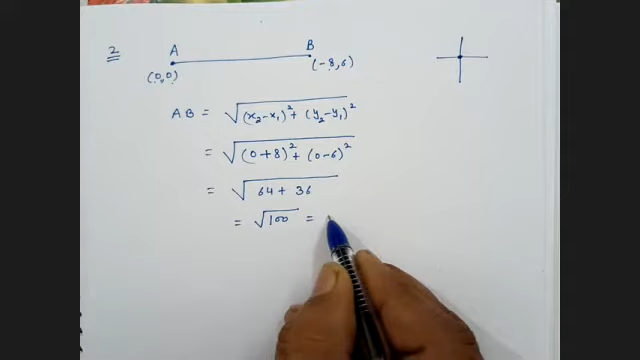 2
A B
(0,0) (-8,6)
AB = √(x₂-x₁)² + (y₂-y₁)²
= √(0+8)² + (0-6)²
= √64 + 36
= √100 =